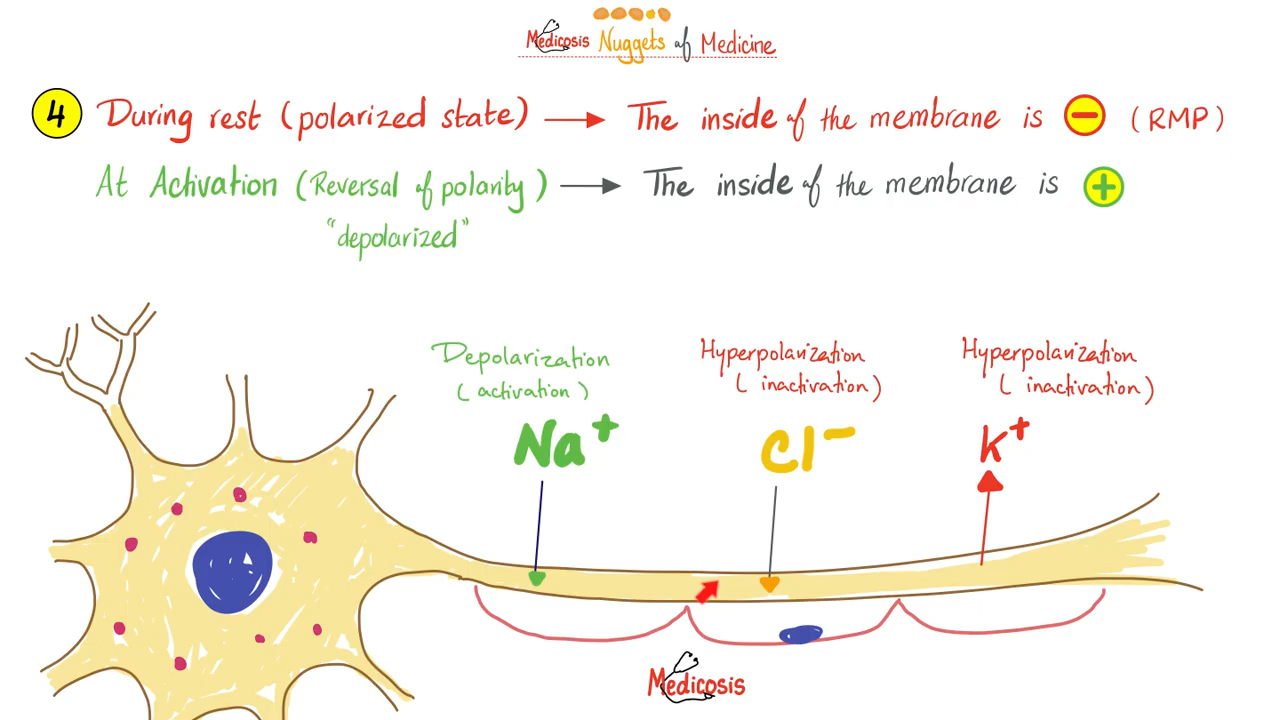 Medicosis Nuggets of Medicine
4 During rest (polarized state) → The inside of the membrane is − (RMP)
At Activation (Reversal of polarity) → The inside of the membrane is +
"depolarized"
Depolarization
(activation)
Na+
Hyperpolarization
(inactivation)
Cl−
Hyperpolarization
(inactivation)
K+
Medicosis